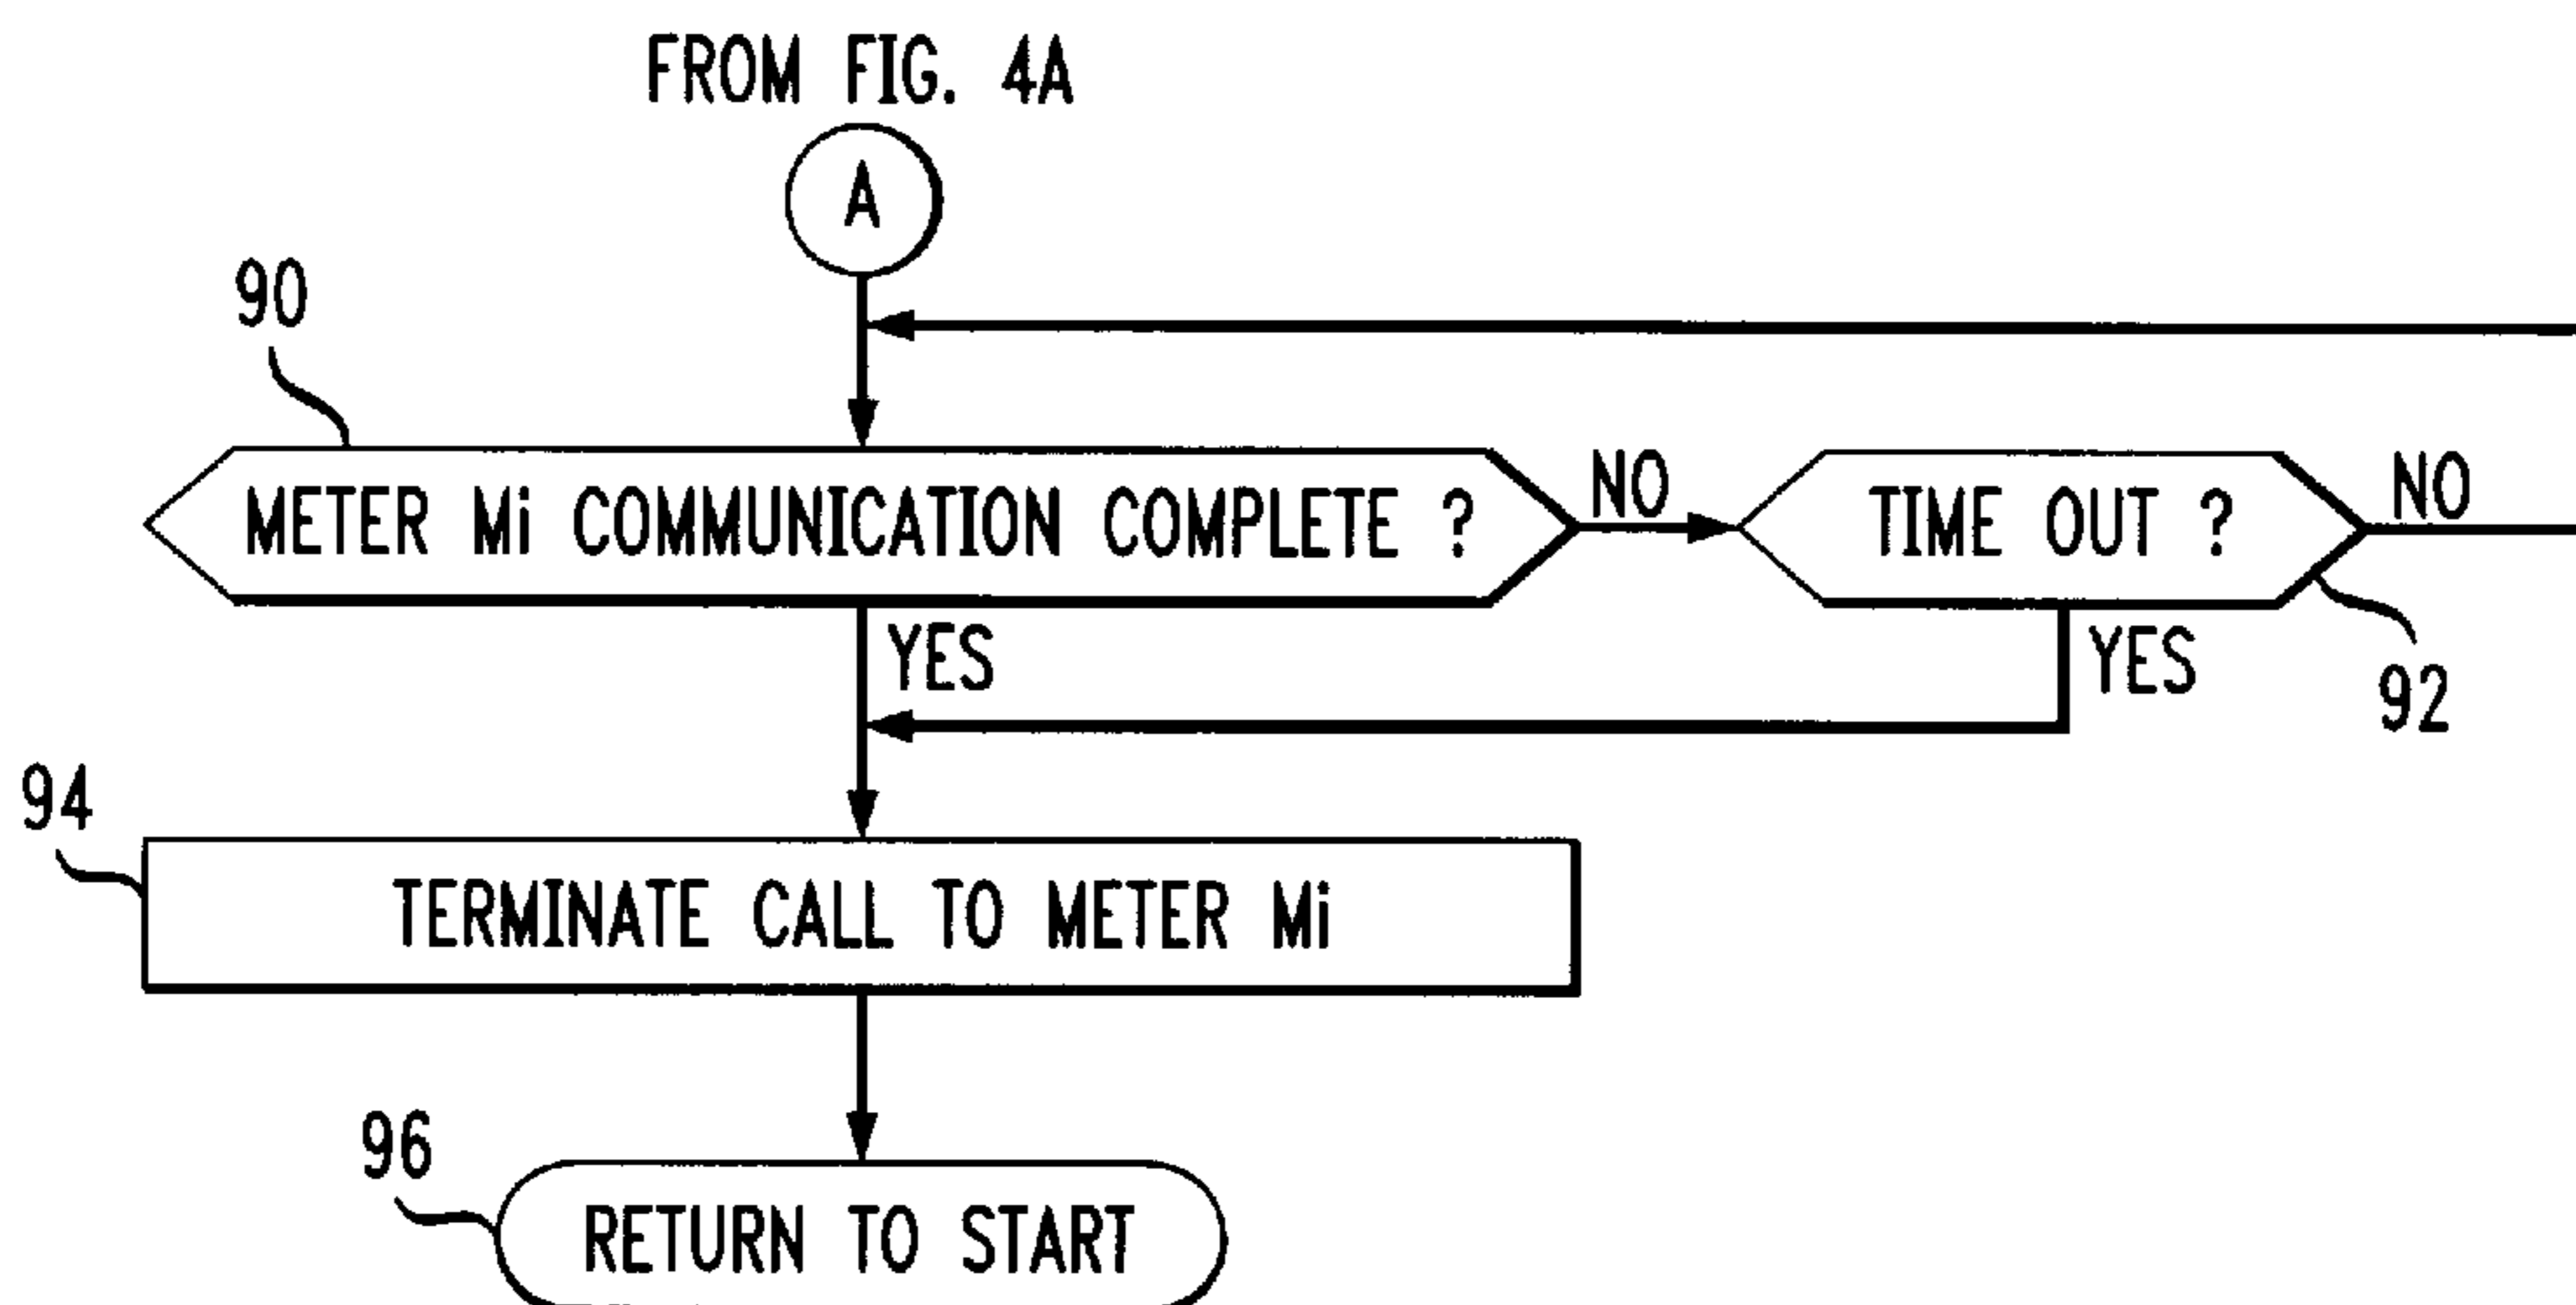 FROM FIG. 4A
A
90
METER Mi COMMUNICATION COMPLETE ?
NO
TIME OUT ?
NO
YES
YES
92
94
TERMINATE CALL TO METER Mi
96
RETURN TO START